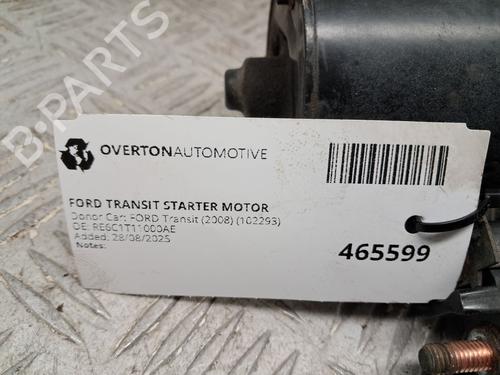 B-PARTS
OVERTONAUTOMOTIVE
FORD TRANSIT STARTER MOTOR
Donor Car: FORD Transit (2008) (102293)
OE: RE6C1T11000AE
Added: 28/08/2025
Notes:
465599